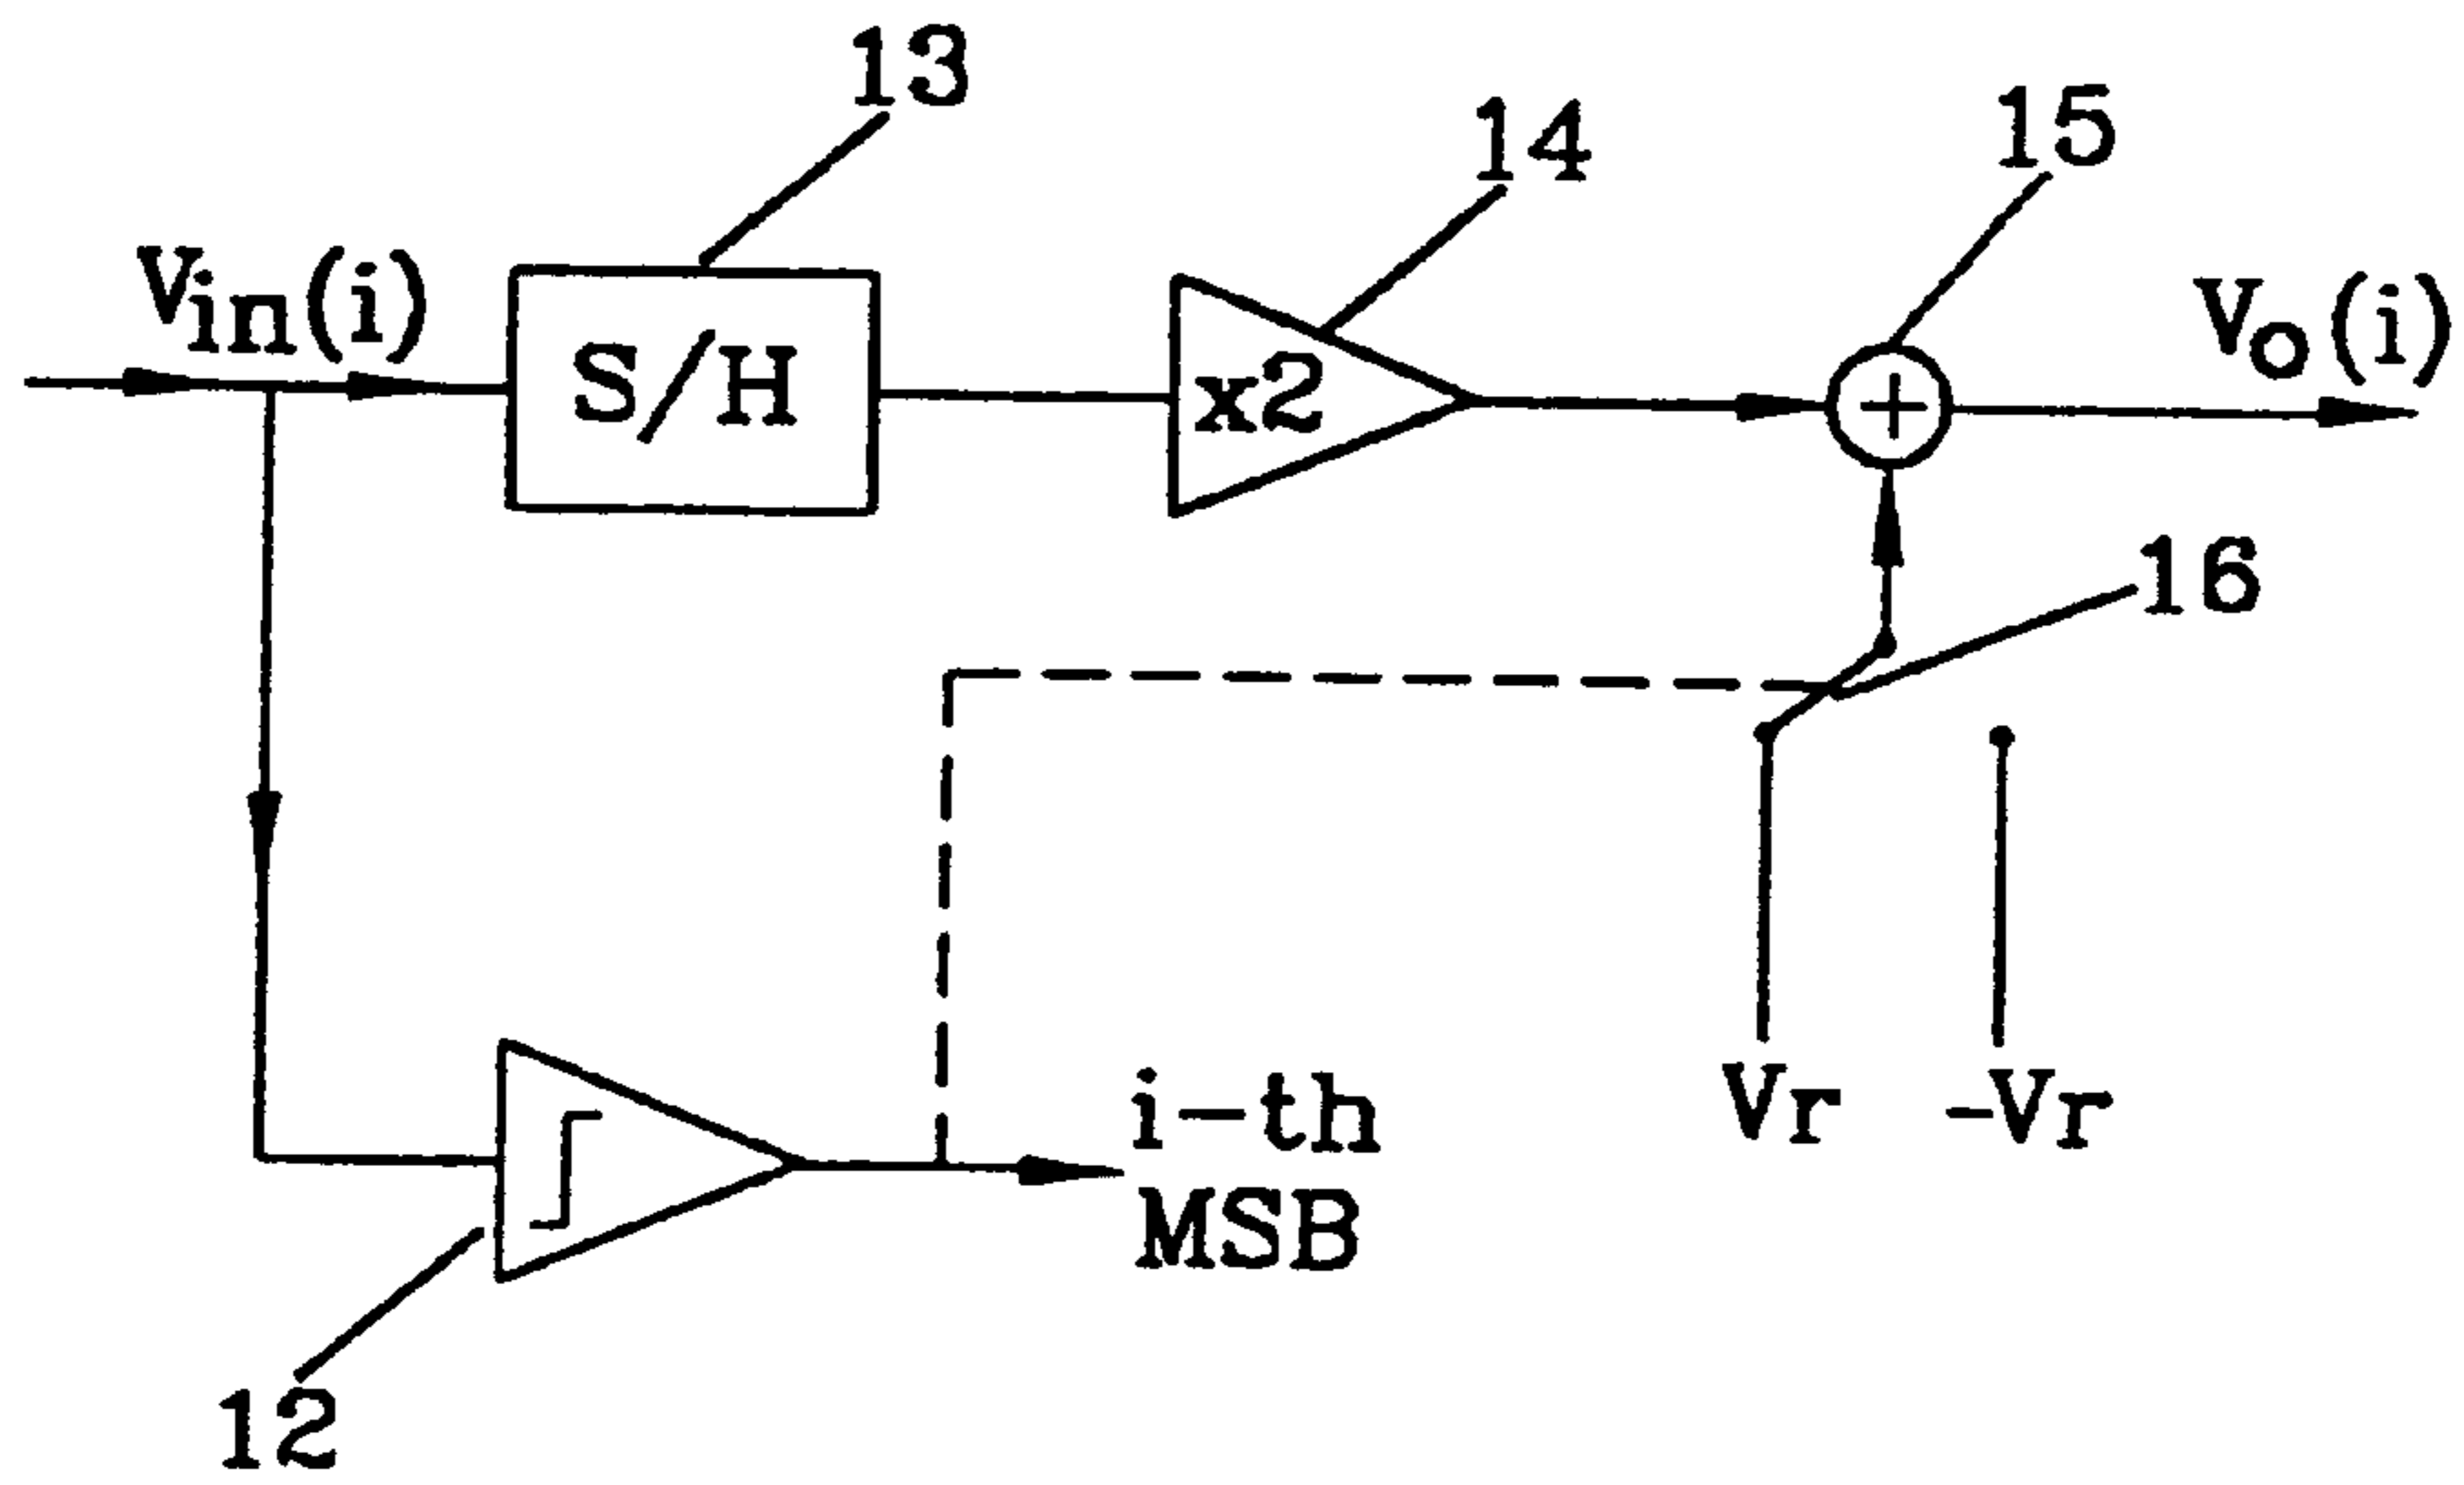 13
14
15
Vin(i)
S/H
x2
+
Vo(i)
16
Vr
-Vr
i-th
MSB
12